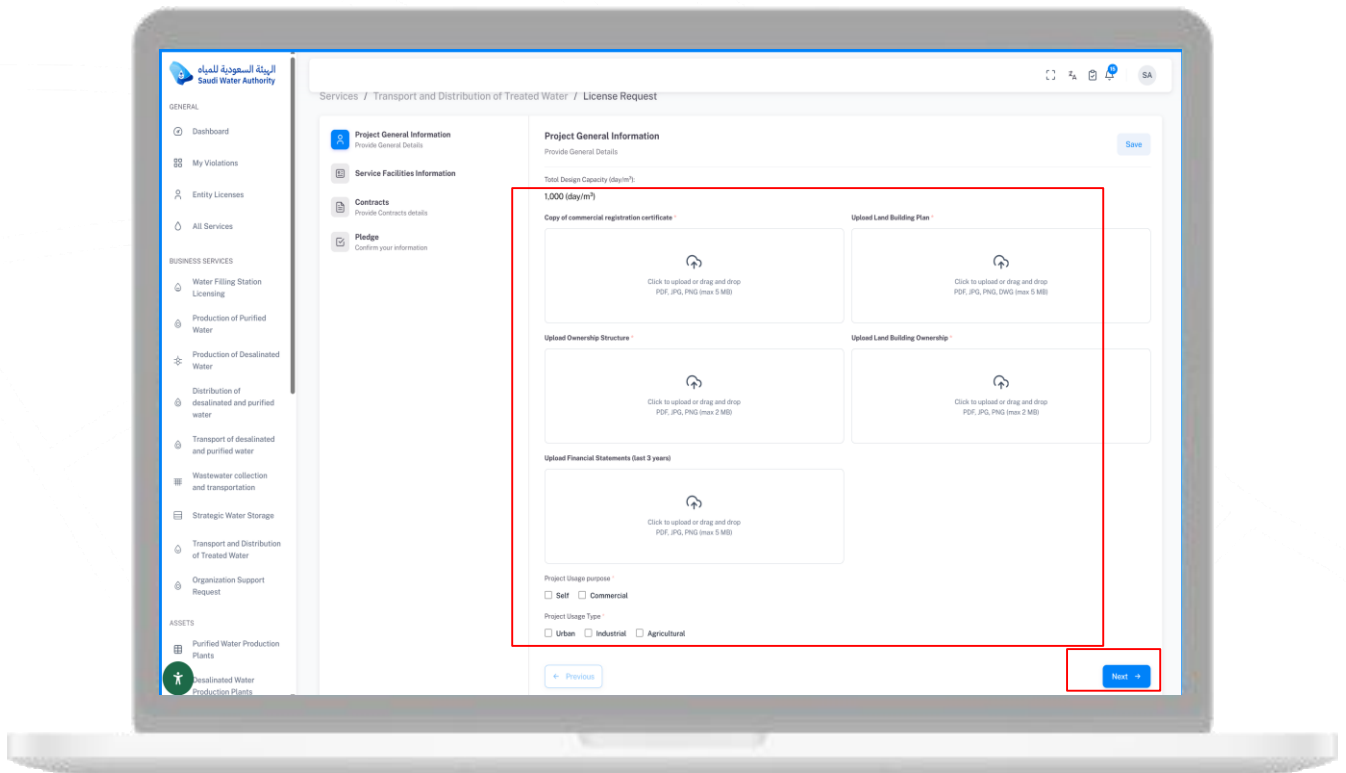 الهيئة السعودية للمياه
Saudi Water Authority
SA
GENERAL
Dashboard
My Violations
Entity Licenses
All Services
BUSINESS SERVICES
Water Filling Station
Licensing
Production of Purified
Water
Production of Desalinated
Water
Distribution of
desalinated and purified
water
Transport of desalinated
and purified water
Wastewater collection
and transportation
Strategic Water Storage
Transport and Distribution
of Treated Water
Organization Support
Request
ASSETS
Purified Water Production
Plants
Desalinated Water
Production Plants
Services / Transport and Distribution of Treated Water / License Request
Project General Information
Provide General Details
Service Facilities Information
Contracts
Provide Contracts details
Pledge
Confirm your information
Project General Information
Provide General Details
Save
Total Design Capacity (day/m³):
1,000 (day/m³)
Copy of commercial registration certificate *
Click to upload or drag and drop
PDF, JPG, PNG (max 5 MB)
Upload Land Building Plan *
Click to upload or drag and drop
PDF, JPG, PNG, DWG (max 5 MB)
Upload Ownership Structure *
Click to upload or drag and drop
PDF, JPG, PNG (max 2 MB)
Upload Land Building Ownership *
Click to upload or drag and drop
PDF, JPG, PNG (max 2 MB)
Upload Financial Statements (last 3 years)
Click to upload or drag and drop
PDF, JPG, PNG (max 5 MB)
Project Usage purpose *
Self Commercial
Project Usage Type *
Urban Industrial Agricultural
← Previous
Next →